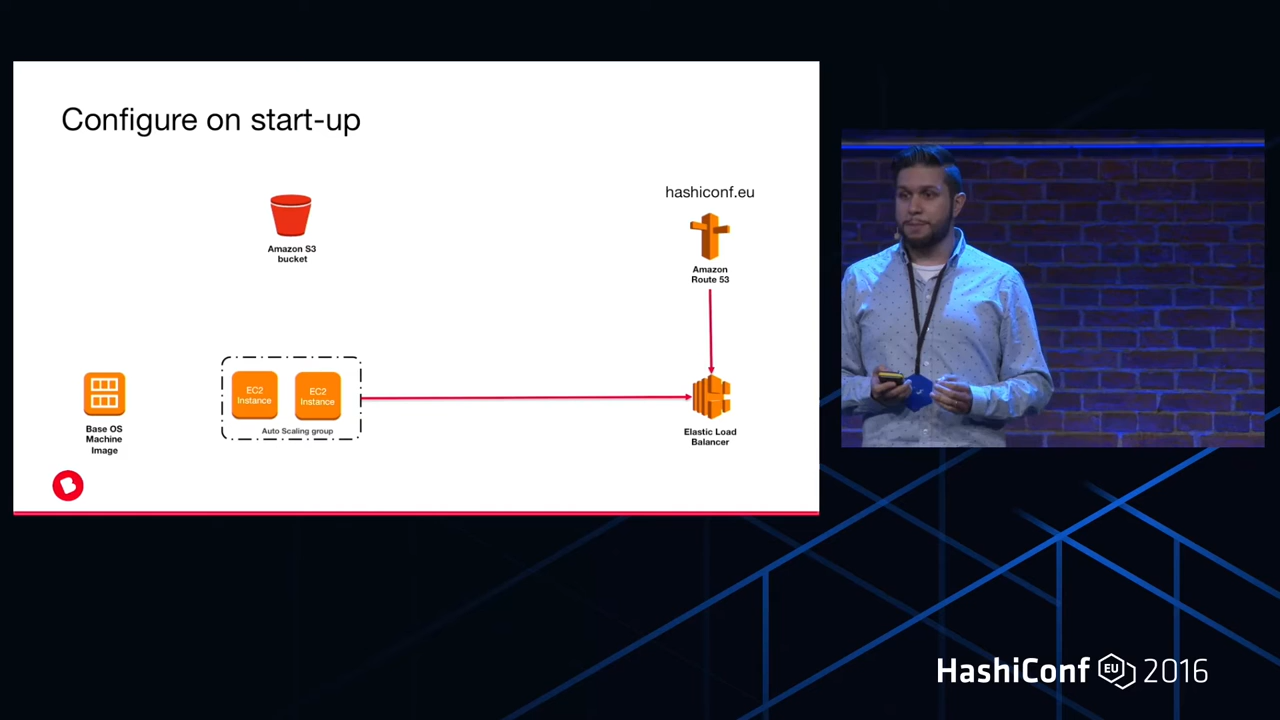 Configure on start-up
hashiconf.eu
Amazon S3
bucket
Amazon
Route 53
EC2
Instance
EC2
Instance
Auto Scaling group
Base OS
Machine
Image
Elastic Load
Balancer
HashiConf EU 2016